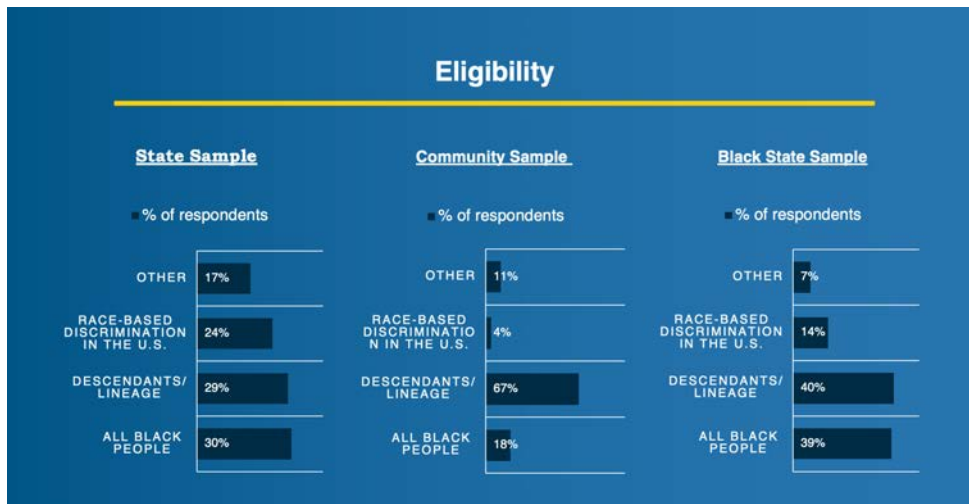 Eligibility
State Sample
% of respondents
OTHER
17%
RACE-BASED
DISCRIMINATION
IN THE U.S.
24%
DESCENDANTS/
LINEAGE
29%
ALL BLACK
PEOPLE
30%
Community Sample
% of respondents
OTHER
11%
RACE-BASED
DISCRIMINATIO
N IN THE U.S.
4%
DESCENDANTS/
LINEAGE
67%
ALL BLACK
PEOPLE
18%
Black State Sample
% of respondents
OTHER
7%
RACE-BASED
DISCRIMINATION
IN THE U.S.
14%
DESCENDANTS/
LINEAGE
40%
ALL BLACK
PEOPLE
39%